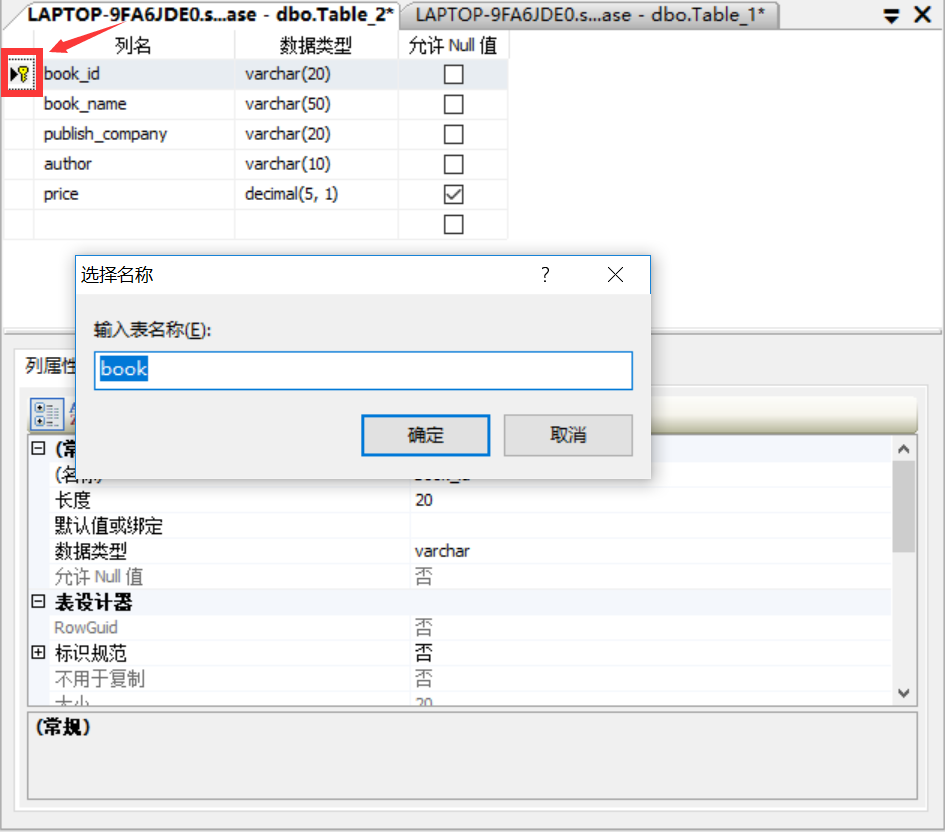 LAPTOP-9FA6JDE0.s...ase - dbo.Table_2* LAPTOP-9FA6JDE0.s...ase - dbo.Table_1*
列名 数据类型 允许 Null 值
book_id varchar(20)
book_name varchar(50)
publish_company varchar(20)
author varchar(10)
price decimal(5, 1)
选择名称 ?
输入表名称(E):
book
确定 取消
列属性
(常
(名称)
长度 20
默认值或绑定
数据类型 varchar
允许 Null 值 否
表设计器
RowGuid 否
标识规范 否
不用于复制 否
大小 20
(常规)